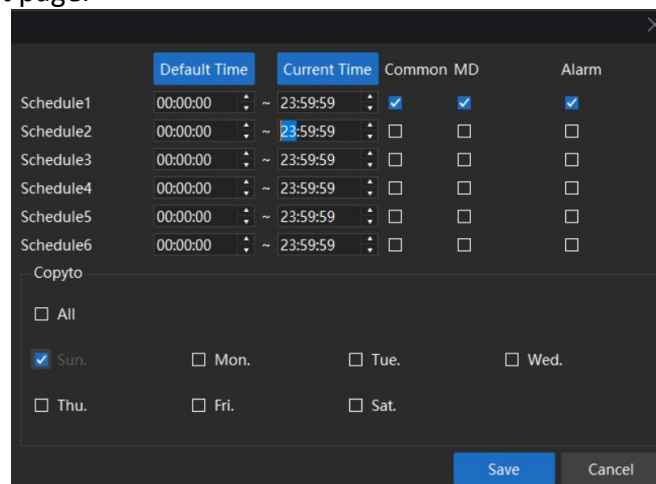 page.
Default Time Current Time Common MD Alarm
Schedule1 00:00:00 ~ 23:59:59
Schedule2 00:00:00 ~ 23:59:59
Schedule3 00:00:00 ~ 23:59:59
Schedule4 00:00:00 ~ 23:59:59
Schedule5 00:00:00 ~ 23:59:59
Schedule6 00:00:00 ~ 23:59:59
Copyto
All
Sun. Mon. Tue. Wed.
Thu. Fri. Sat.
Save Cancel